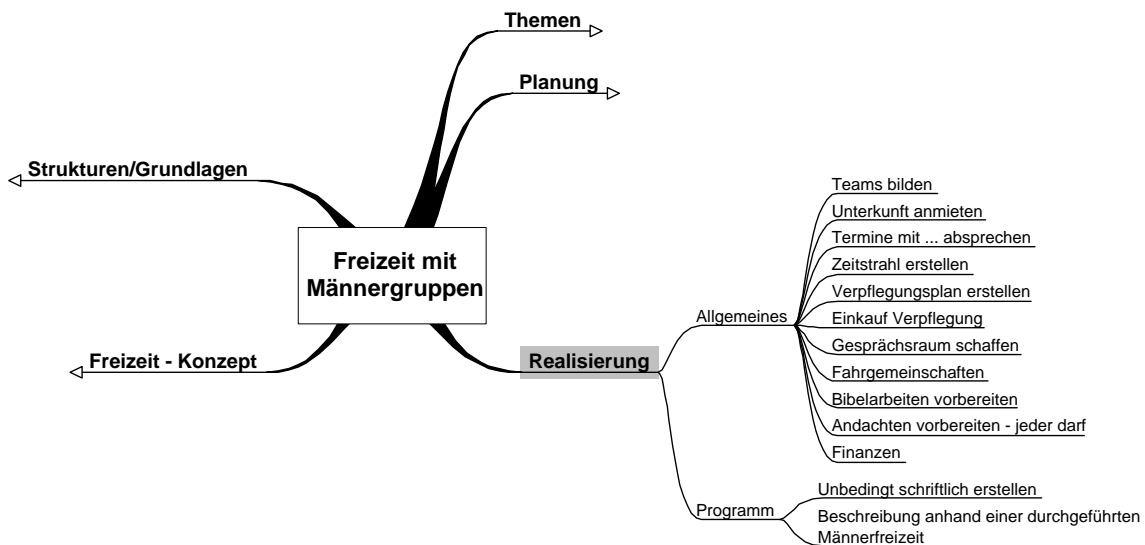 Themen
Planung
Strukturen/Grundlagen
Freizeit mit
Männergruppen
Freizeit - Konzept
Realisierung
Allgemeines
Teams bilden
Unterkunft anmieten
Termine mit ... absprechen
Zeitstrahl erstellen
Verpflegungsplan erstellen
Einkauf Verpflegung
Gesprächsraum schaffen
Fahrgemeinschaften
Bibelarbeiten vorbereiten
Andachten vorbereiten - jeder darf
Finanzen
Programm
Unbedingt schriftlich erstellen
Beschreibung anhand einer durchgeführten
Männerfreizeit